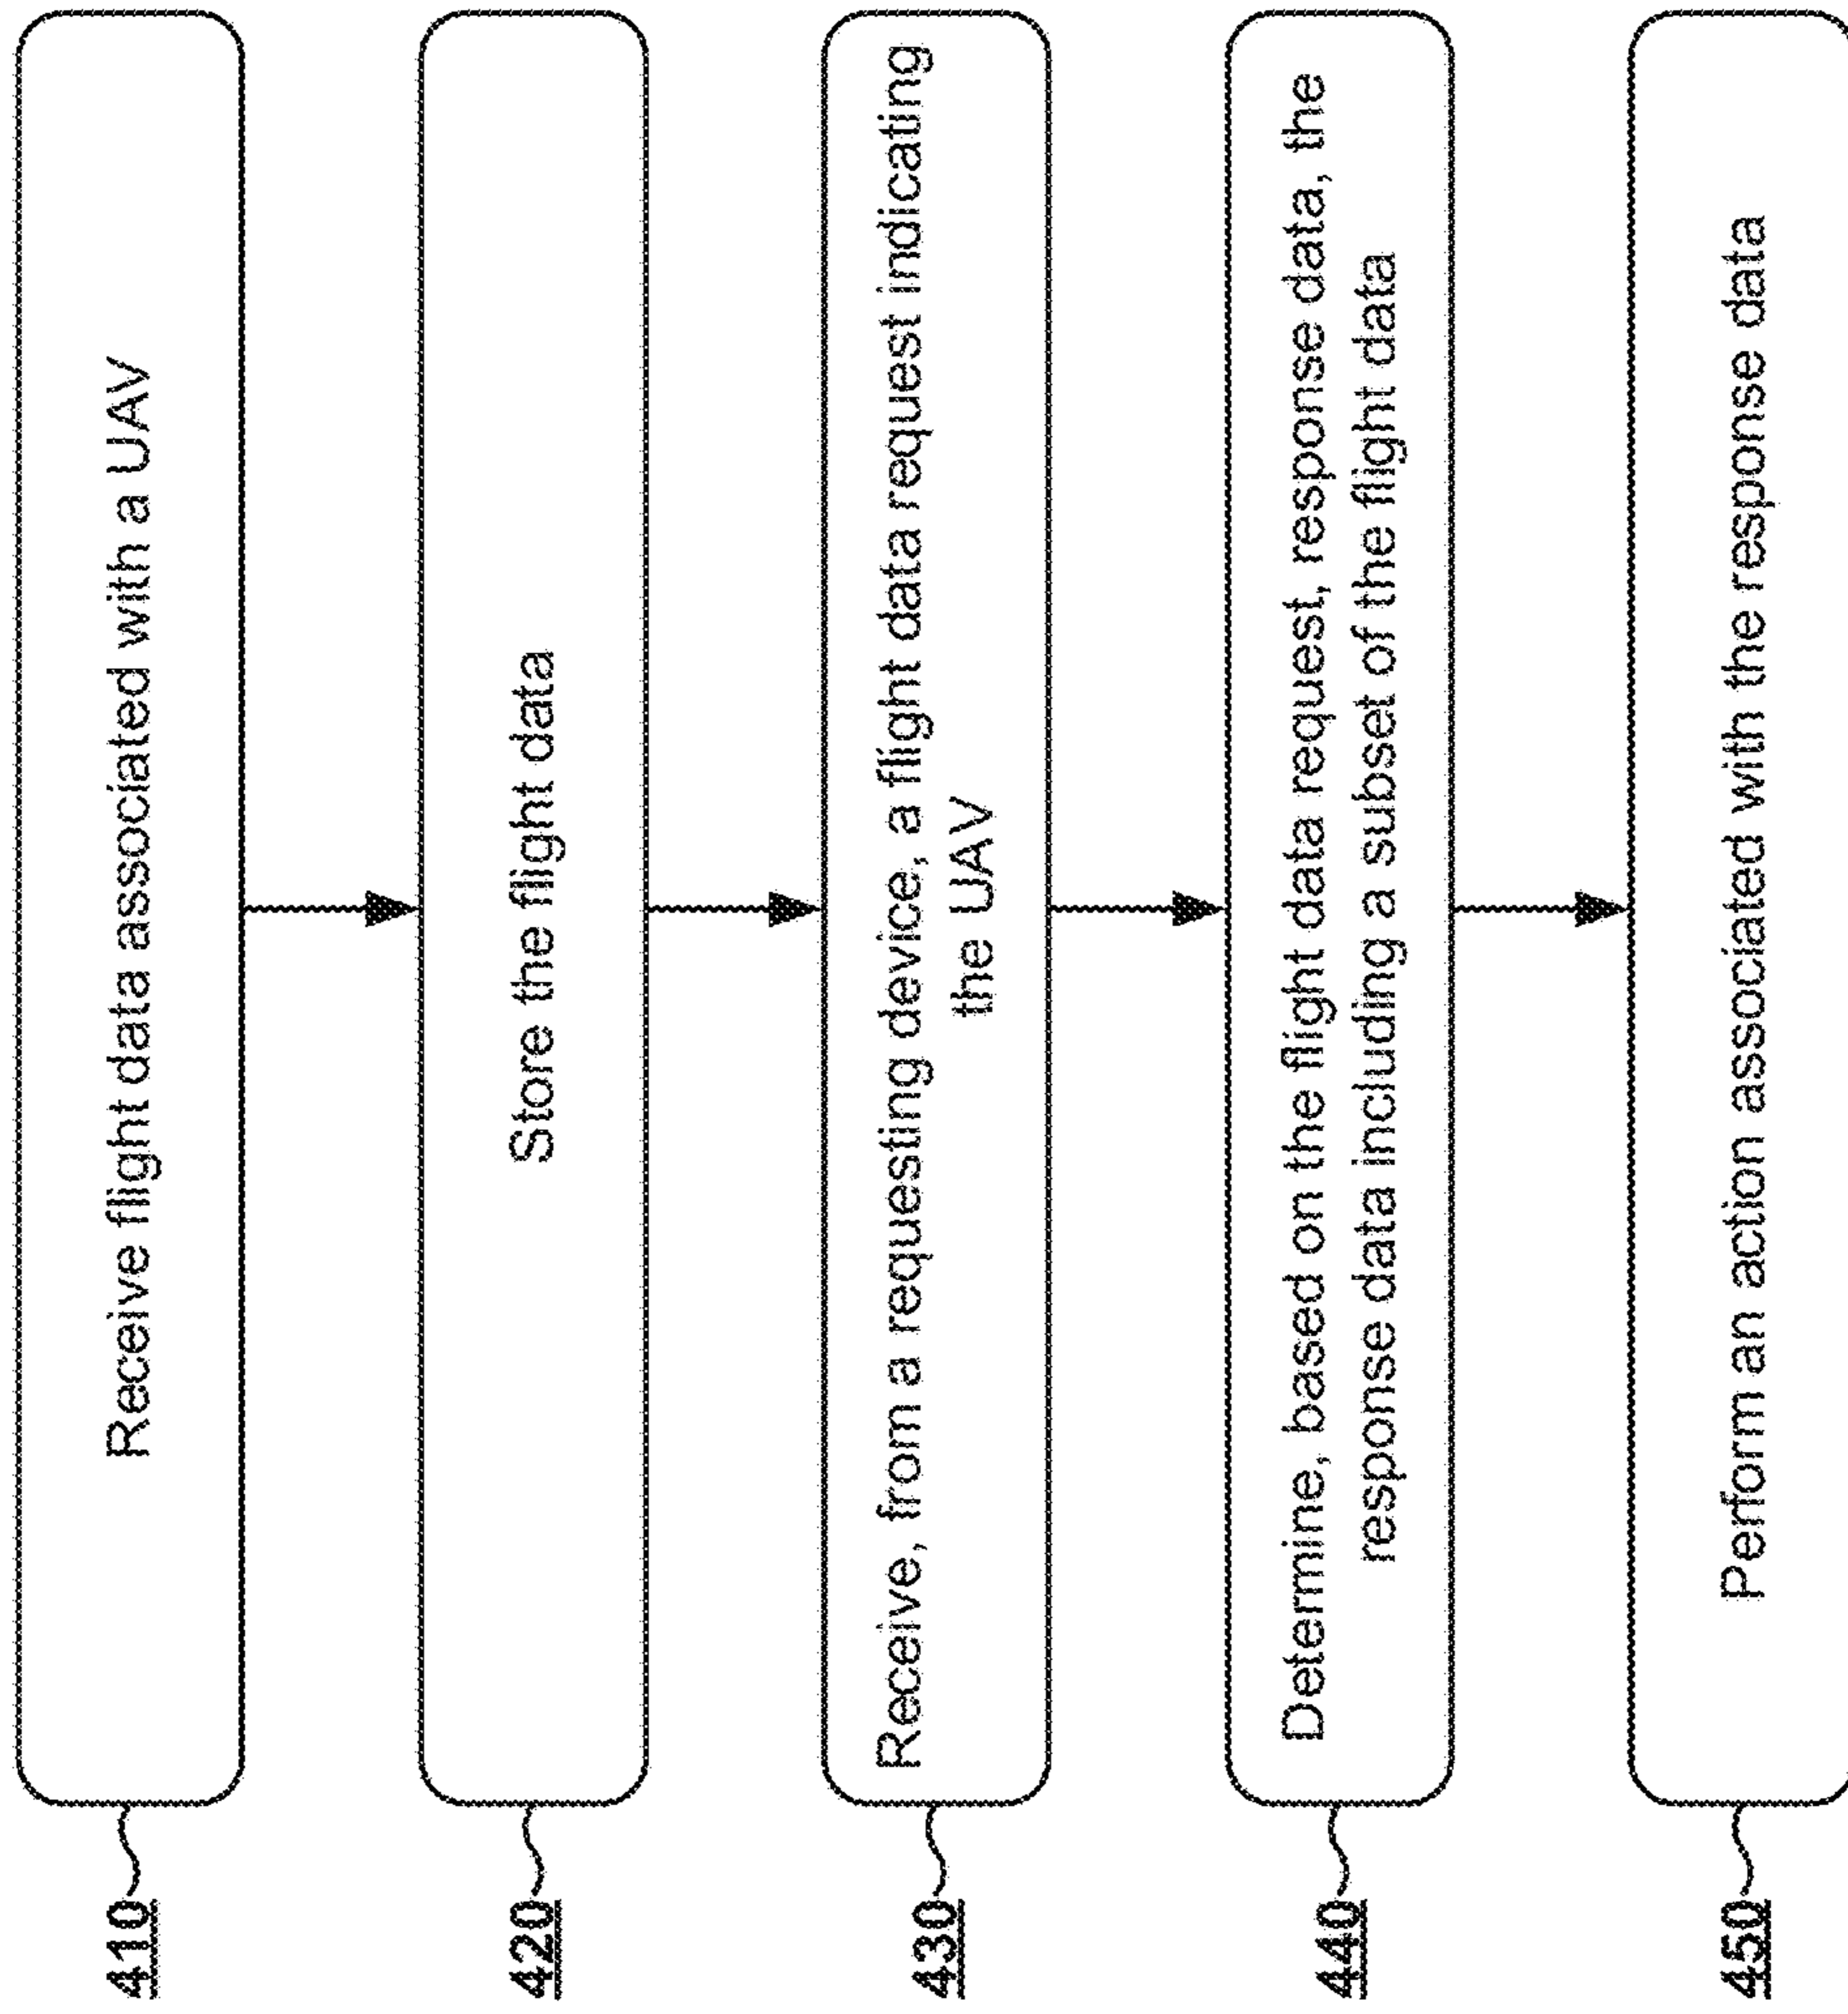 410
Receive flight data associated with a UAV
420
Store the flight data
430
Receive, from a requesting device, a flight data request indicating
the UAV
440
Determine, based on the flight data request, response data, the
response data including a subset of the flight data
450
Perform an action associated with the response data